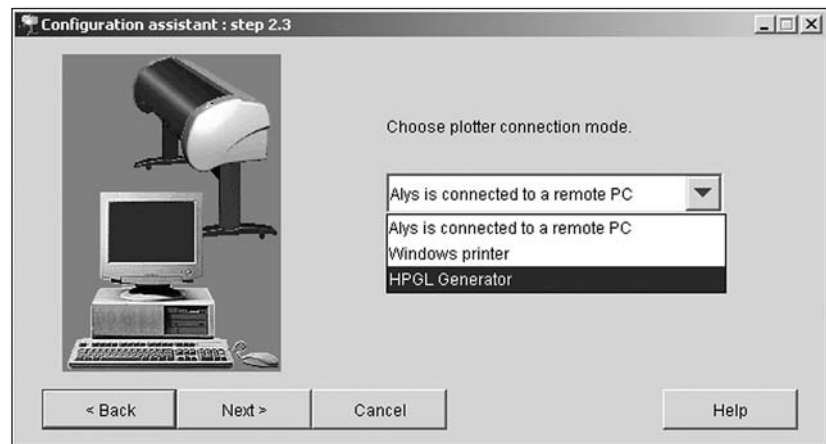 Configuration assistant : step 2.3
Choose plotter connection mode.
Alys is connected to a remote PC
Alys is connected to a remote PC
Windows printer
HPGL Generator
< Back
Next >
Cancel
Help